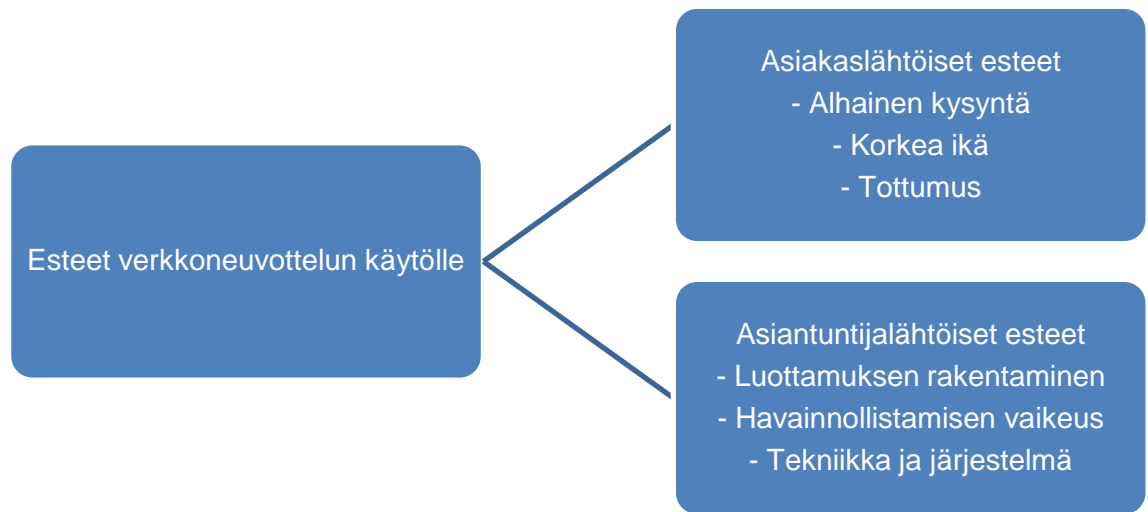 Esteet verkkoneuvottelun käytölle
Asiakaslähtöiset esteet
- Alhainen kysyntä
- Korkea ikä
- Tottumus
Asiantuntijalähtöiset esteet
- Luottamuksen rakentaminen
- Havainnollistamisen vaikeus
- Tekniikka ja järjestelmä